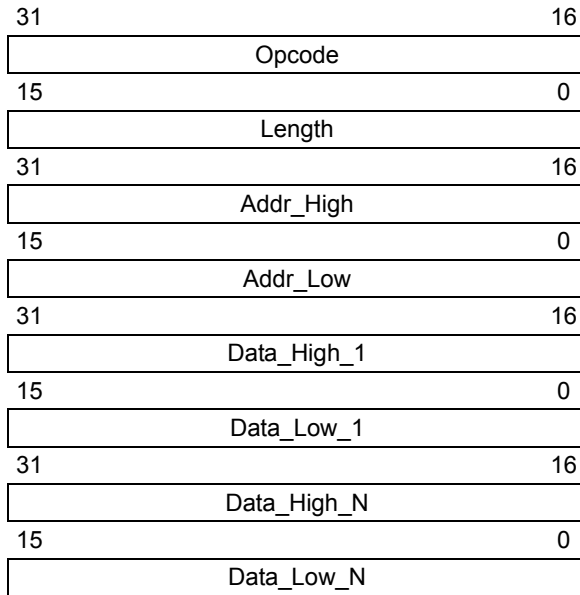 31 16
Opcode
15 0
Length
31 16
Addr_High
15 0
Addr_Low
31 16
Data_High_1
15 0
Data_Low_1
31 16
Data_High_N
15 0
Data_Low_N